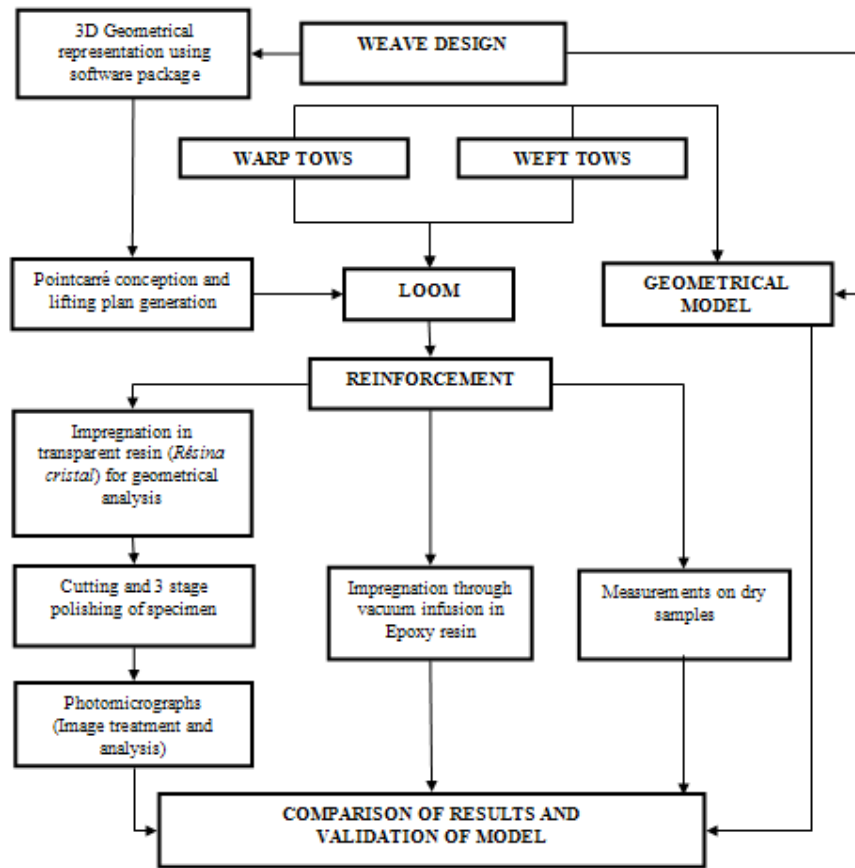 3D Geometrical
representation using
software package
WEAVE DESIGN
WARP TOWS
WEFT TOWS
Pointcarré conception and
lifting plan generation
LOOM
GEOMETRICAL
MODEL
REINFORCEMENT
Impregnation in
transparent resin (Résina
cristal) for geometrical
analysis
Cutting and 3 stage
polishing of specimen
Impregnation through
vacuum infusion in
Epoxy resin
Measurements on dry
samples
Photomicrographs
(Image treatment and
analysis)
COMPARISON OF RESULTS AND
VALIDATION OF MODEL